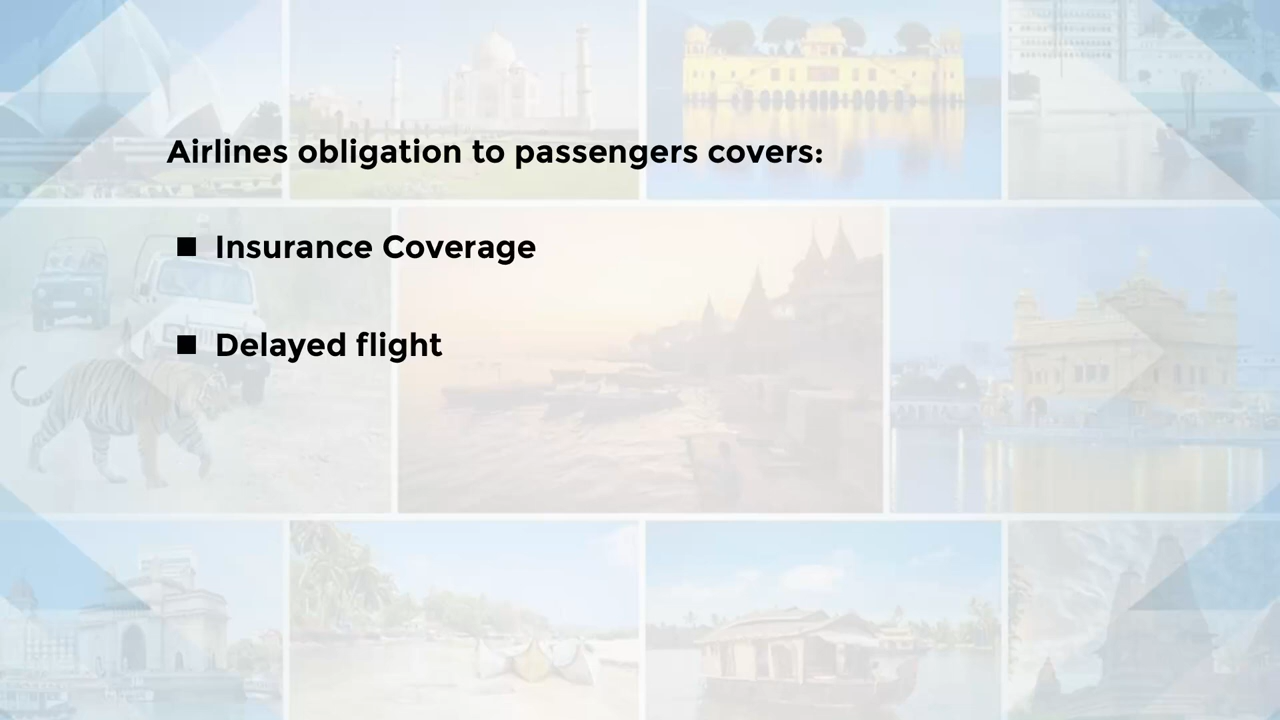 Airlines obligation to passengers covers:
■ Insurance Coverage
■ Delayed flight